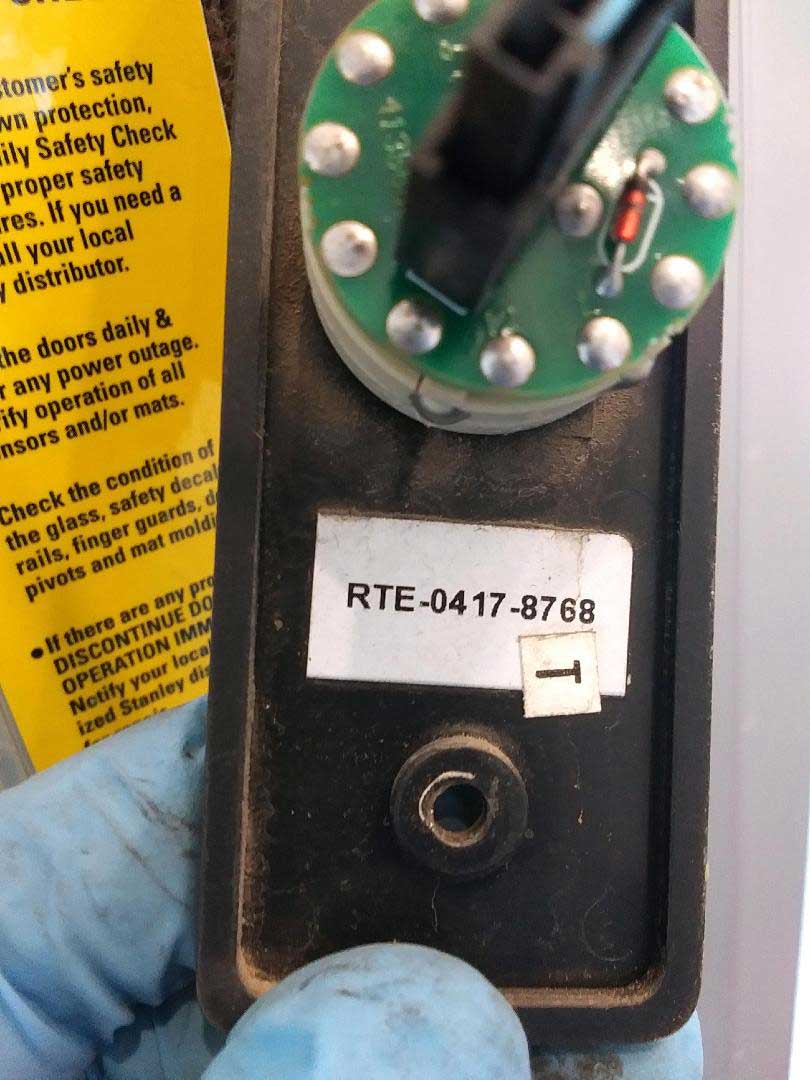 stomer's safety
wn protection,
ily Safety Check
proper safety
res. If you need a
ll your local
y distributor.
the doors daily &
r any power outage.
ify operation of all
nsors and/or mats.
Check the condition of
the glass, safety decal
rails, finger guards, d
pivots and mat moldi
• If there are any pro
DISCONTINUE DO
OPERATION IMM
Notify your local
ized Stanley dis
RTE-0417-8768
T